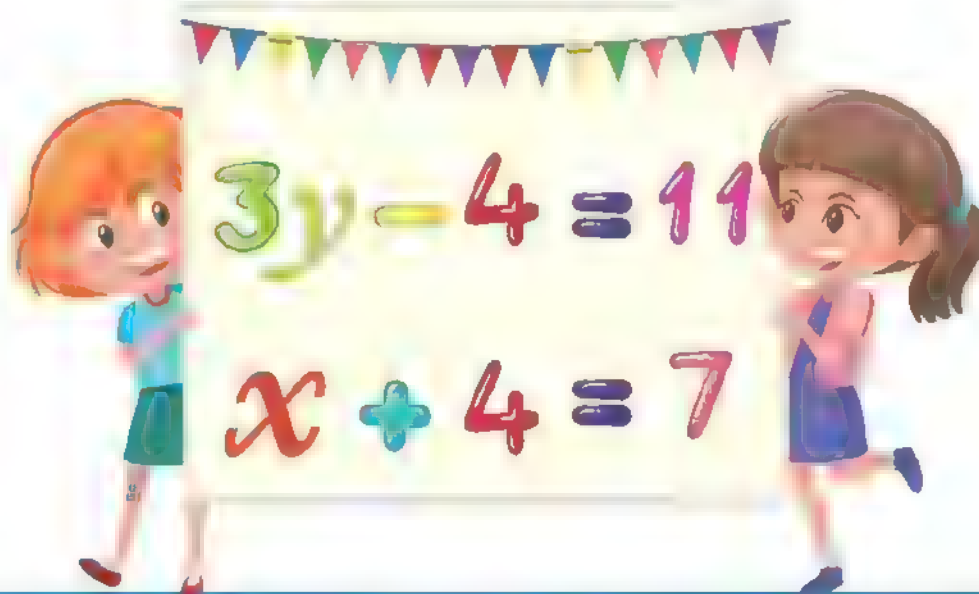 3y - 4 = 11
x + 4 = 7